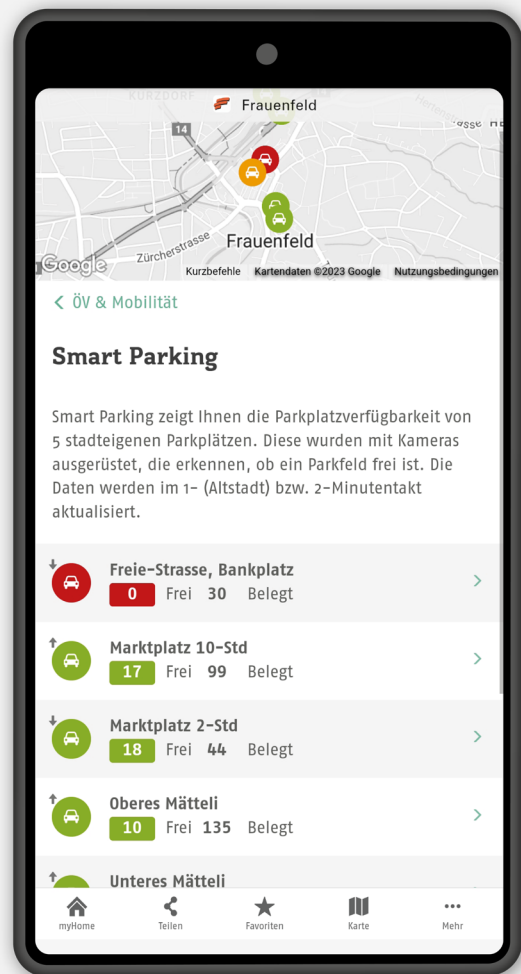 KURZDORF
Frauenfeld
14
Zürcherstrasse
Frauenfeld
Google
Kurzbefehle Kartendaten ©2023 Google Nutzungsbedingungen
ÖV & Mobilität
Smart Parking
Smart Parking zeigt Ihnen die Parkplatzverfügbarkeit von
5 stadteigenen Parkplätzen. Diese wurden mit Kameras
ausgerüstet, die erkennen, ob ein Parkfeld frei ist. Die
Daten werden im 1- (Altstadt) bzw. 2-Minutentakt
aktualisiert.
Freie-Strasse, Bankplatz
0 Frei 30 Belegt
Marktplatz 10-Std
17 Frei 99 Belegt
Marktplatz 2-Std
18 Frei 44 Belegt
Oberes Mätteli
10 Frei 135 Belegt
Unteres Mätteli
myHome Teilen Favoriten Karte Mehr